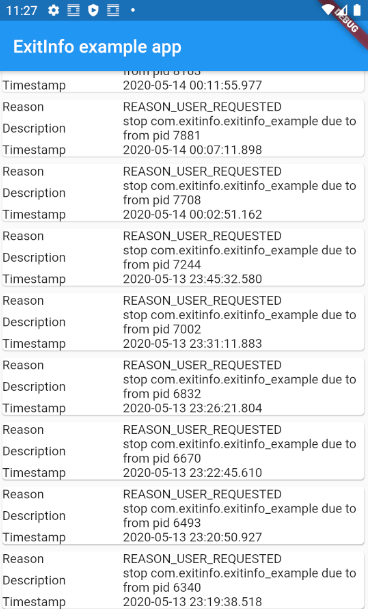 11:27
DEBUG
ExitInfo example app
from pid 8163
Timestamp 2020-05-14 00:11:55.977
Reason REASON_USER_REQUESTED
Description stop com.exitinfo.exitinfo_example due to
from pid 7881
Timestamp 2020-05-14 00:07:11.898
Reason REASON_USER_REQUESTED
Description stop com.exitinfo.exitinfo_example due to
from pid 7708
Timestamp 2020-05-14 00:02:51.162
Reason REASON_USER_REQUESTED
Description stop com.exitinfo.exitinfo_example due to
from pid 7244
Timestamp 2020-05-13 23:45:32.580
Reason REASON_USER_REQUESTED
Description stop com.exitinfo.exitinfo_example due to
from pid 7002
Timestamp 2020-05-13 23:31:11.883
Reason REASON_USER_REQUESTED
Description stop com.exitinfo.exitinfo_example due to
from pid 6832
Timestamp 2020-05-13 23:26:21.804
Reason REASON_USER_REQUESTED
Description stop com.exitinfo.exitinfo_example due to
from pid 6670
Timestamp 2020-05-13 23:22:45.610
Reason REASON_USER_REQUESTED
Description stop com.exitinfo.exitinfo_example due to
from pid 6493
Timestamp 2020-05-13 23:20:50.927
Reason REASON_USER_REQUESTED
Description stop com.exitinfo.exitinfo_example due to
from pid 6340
Timestamp 2020-05-13 23:19:38.518